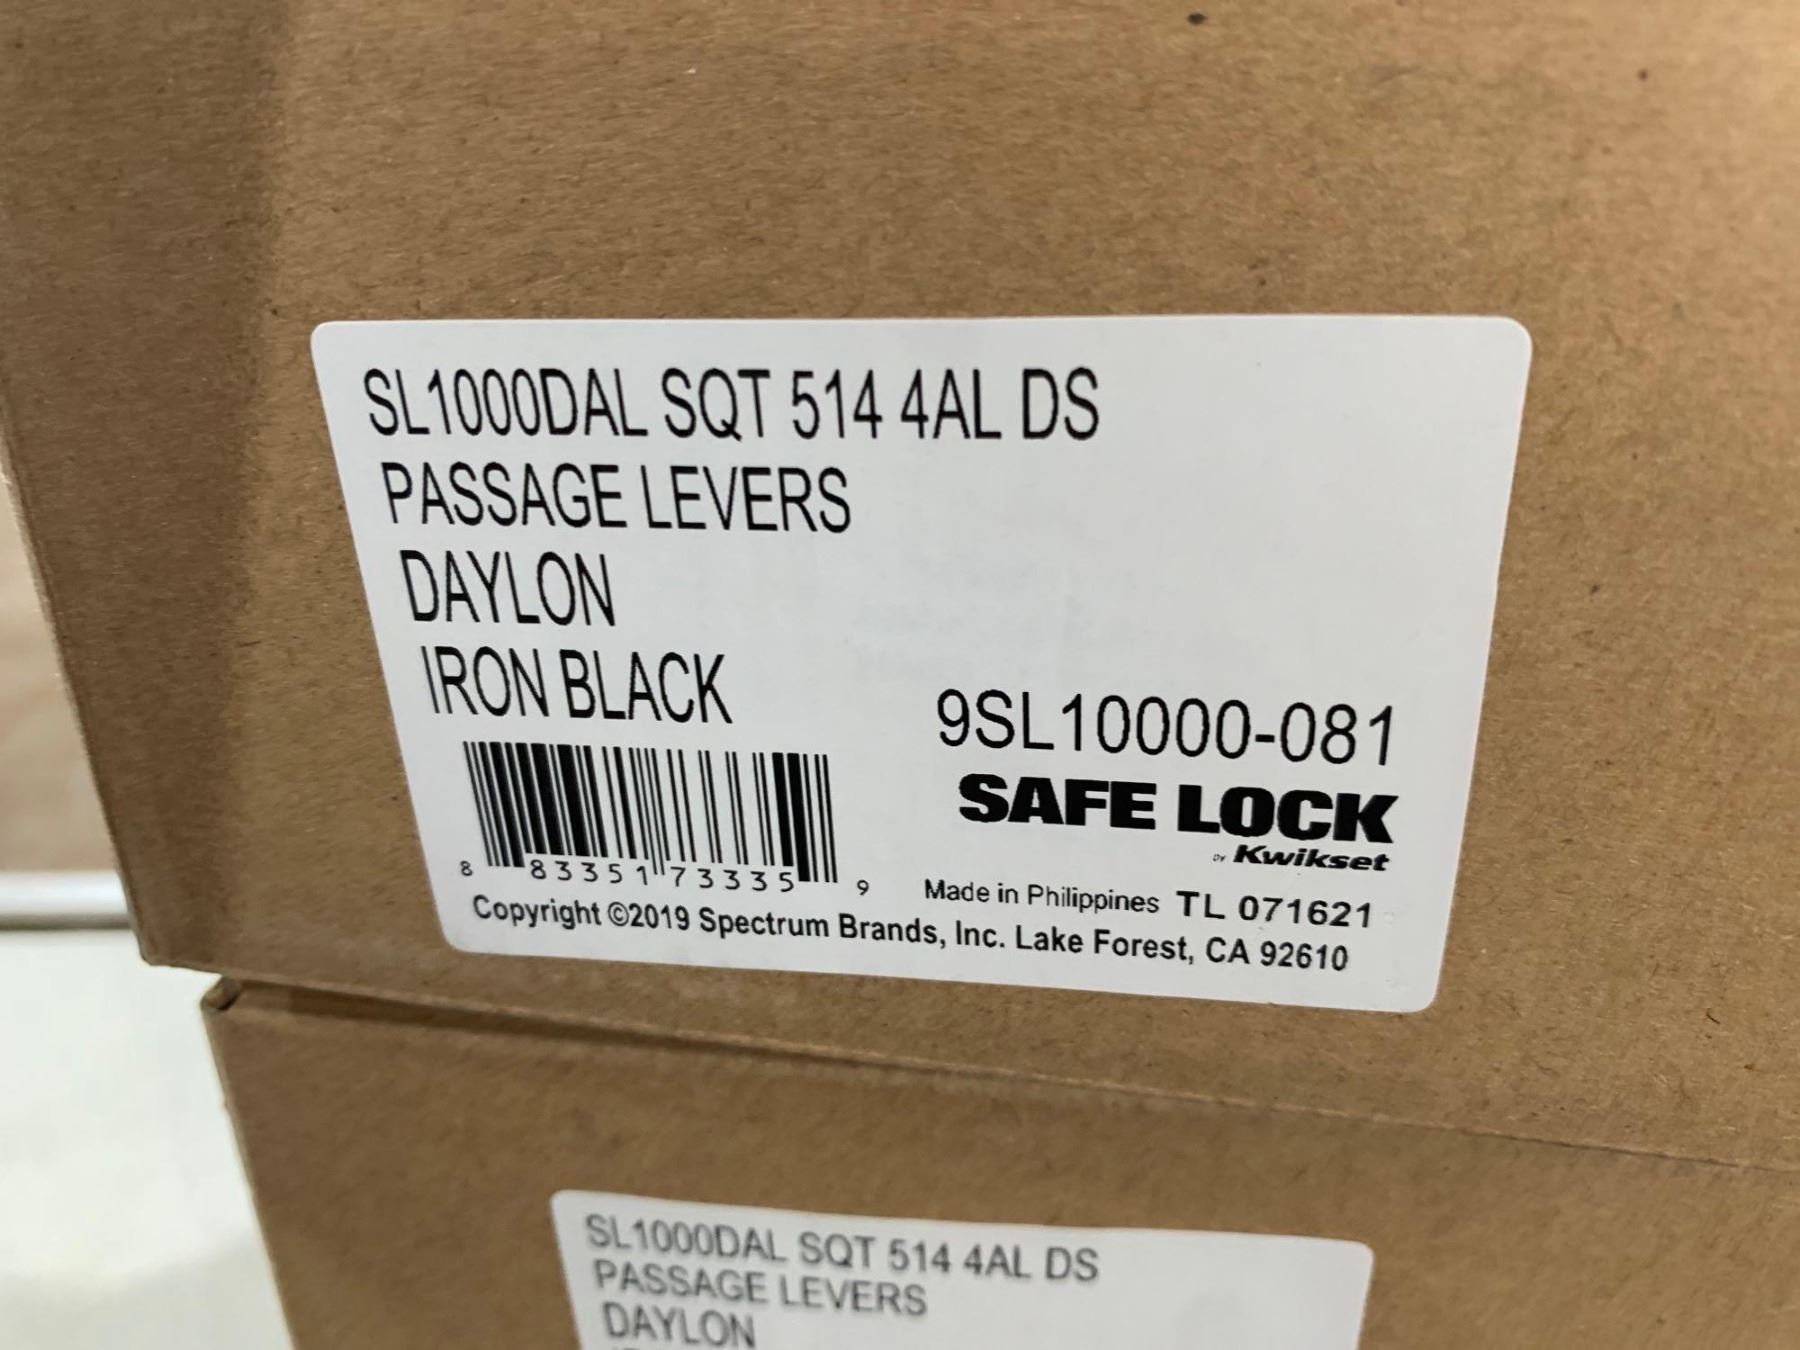 SL1000DAL SQT 514 4AL DS
PASSAGE LEVERS
DAYLON
IRON BLACK
9SL10000-081
SAFE LOCK
BY Kwikset
8 83351 73335 9
Made in Philippines TL 071621
Copyright ©2019 Spectrum Brands, Inc. Lake Forest, CA 92610
SL1000DAL SQT 514 4AL DS
PASSAGE LEVERS
DAYLON